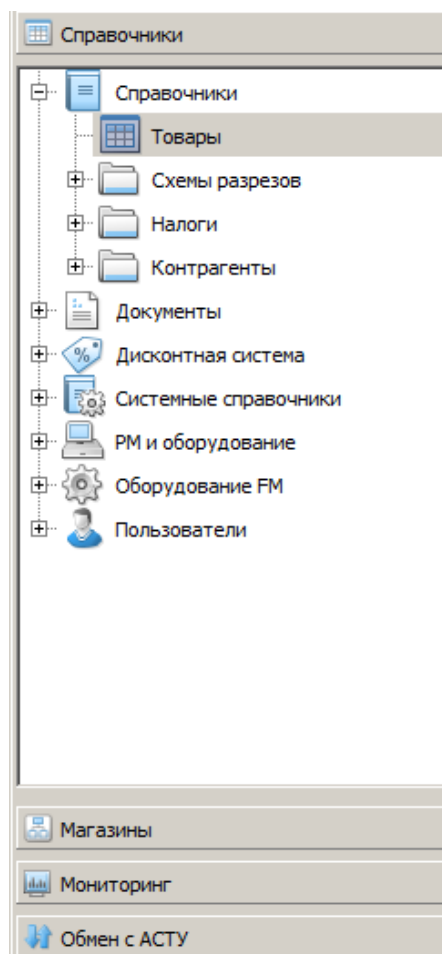 Справочники
Справочники
Товары
Схемы разрезов
Налоги
Контрагенты
Документы
%
Дисконтная система
Системные справочники
РМ и оборудование
Оборудование FM
Пользователи
Магазины
Мониторинг
Обмен с АСТУ